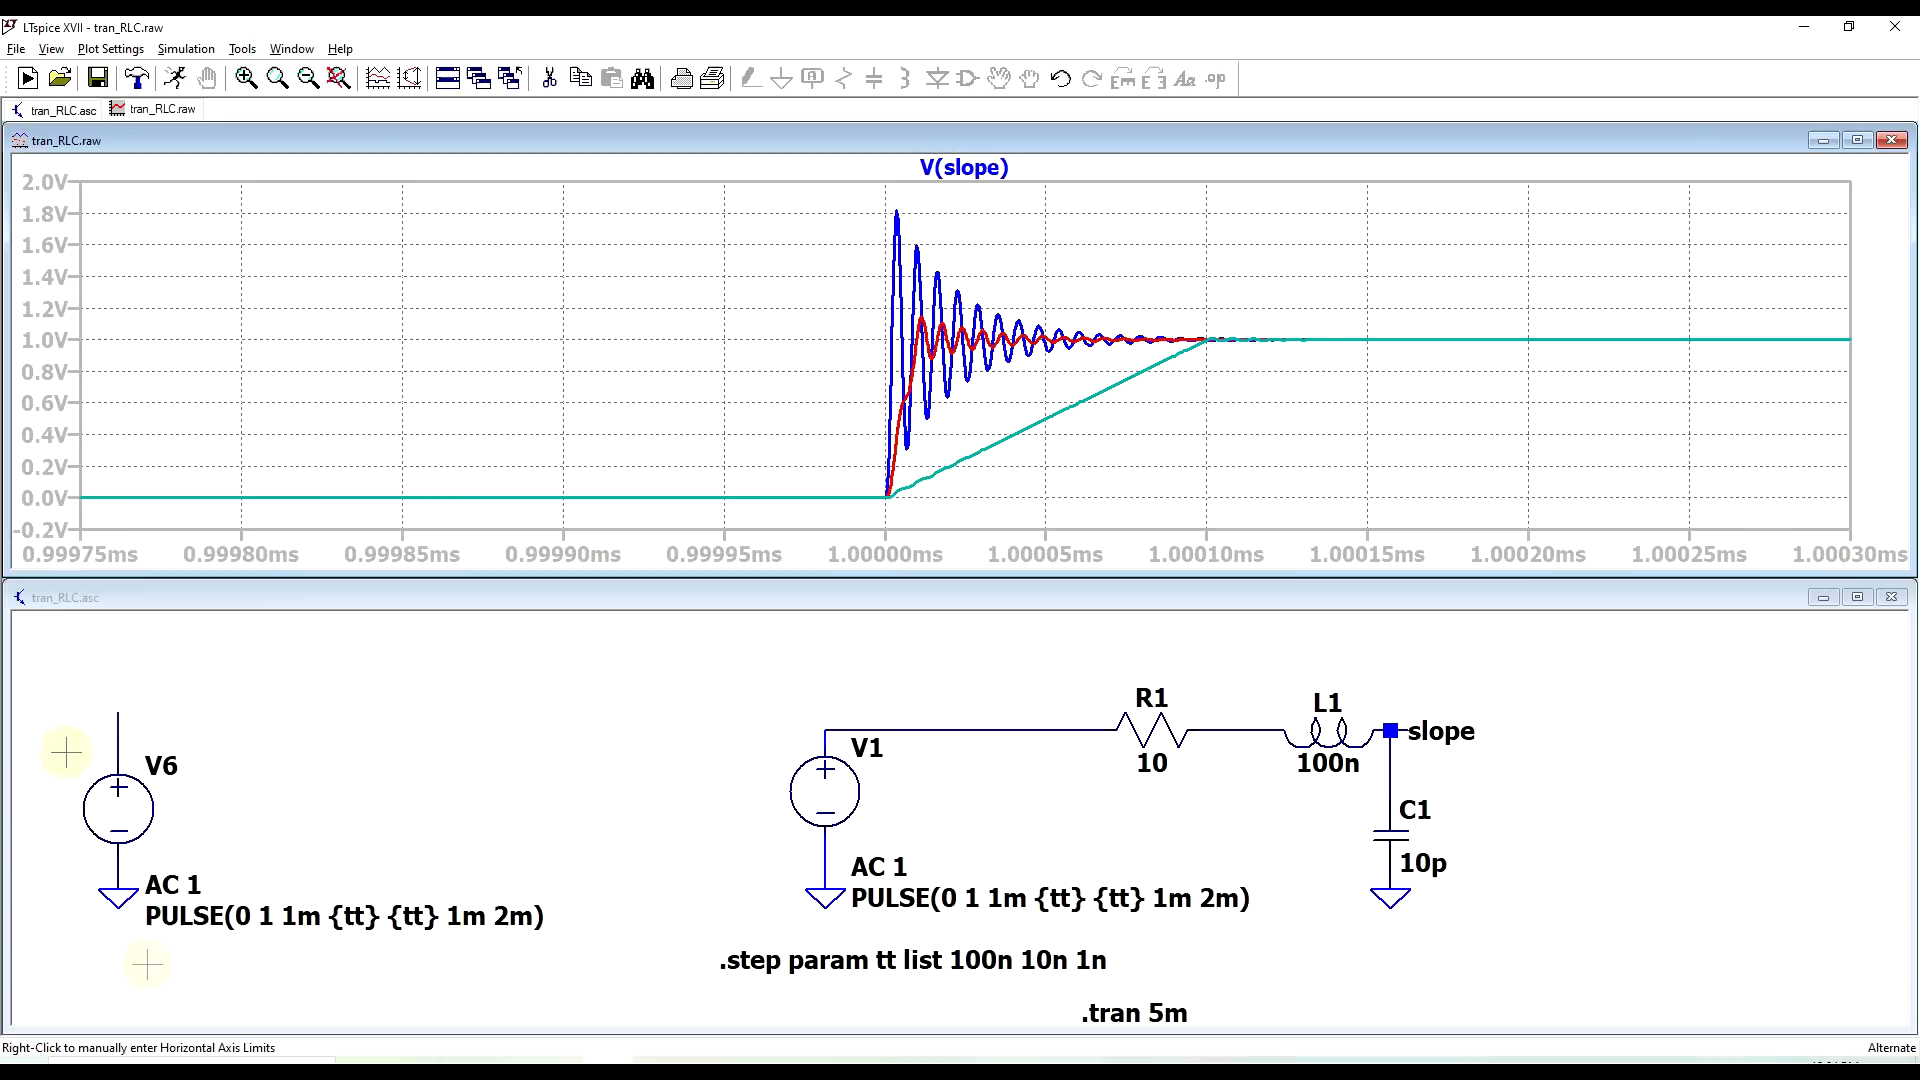 LTspice XVII - tran_RLC.raw
File View Plot Settings Simulation Tools Window Help
tran_RLC.asc tran_RLC.raw
tran_RLC.raw
V(slope)
2.0V
1.8V
1.6V
1.4V
1.2V
1.0V
0.8V
0.6V
0.4V
0.2V
0.0V
-0.2V
0.99975ms 0.99980ms 0.99985ms 0.99990ms 0.99995ms 1.00000ms 1.00005ms 1.00010ms 1.00015ms 1.00020ms 1.00025ms 1.00030ms
tran_RLC.asc
R1
L1
slope
V1
10
100n
V6
C1
10p
AC 1
PULSE(0 1 1m {tt} {tt} 1m 2m)
AC 1
PULSE(0 1 1m {tt} {tt} 1m 2m)
.step param tt list 100n 10n 1n
.tran 5m
Right-Click to manually enter Horizontal Axis Limits
Alternate